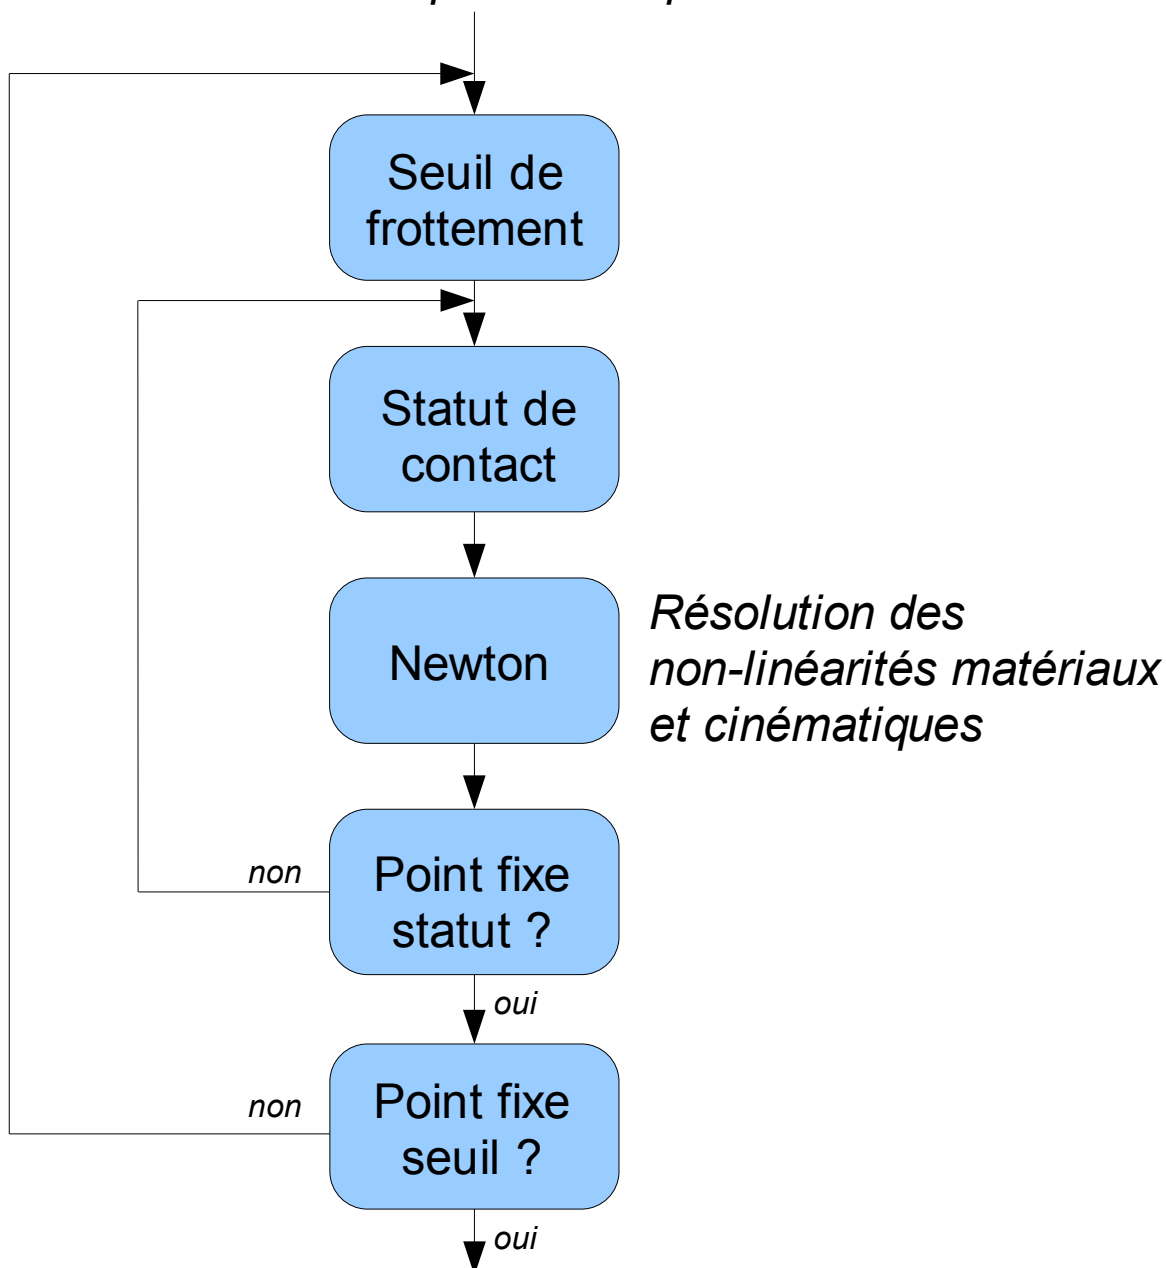 Seuil de
frottement
Statut de
contact
Newton
Résolution des
non-linéarités matériaux
et cinématiques
non
Point fixe
statut ?
oui
non
Point fixe
seuil ?
oui